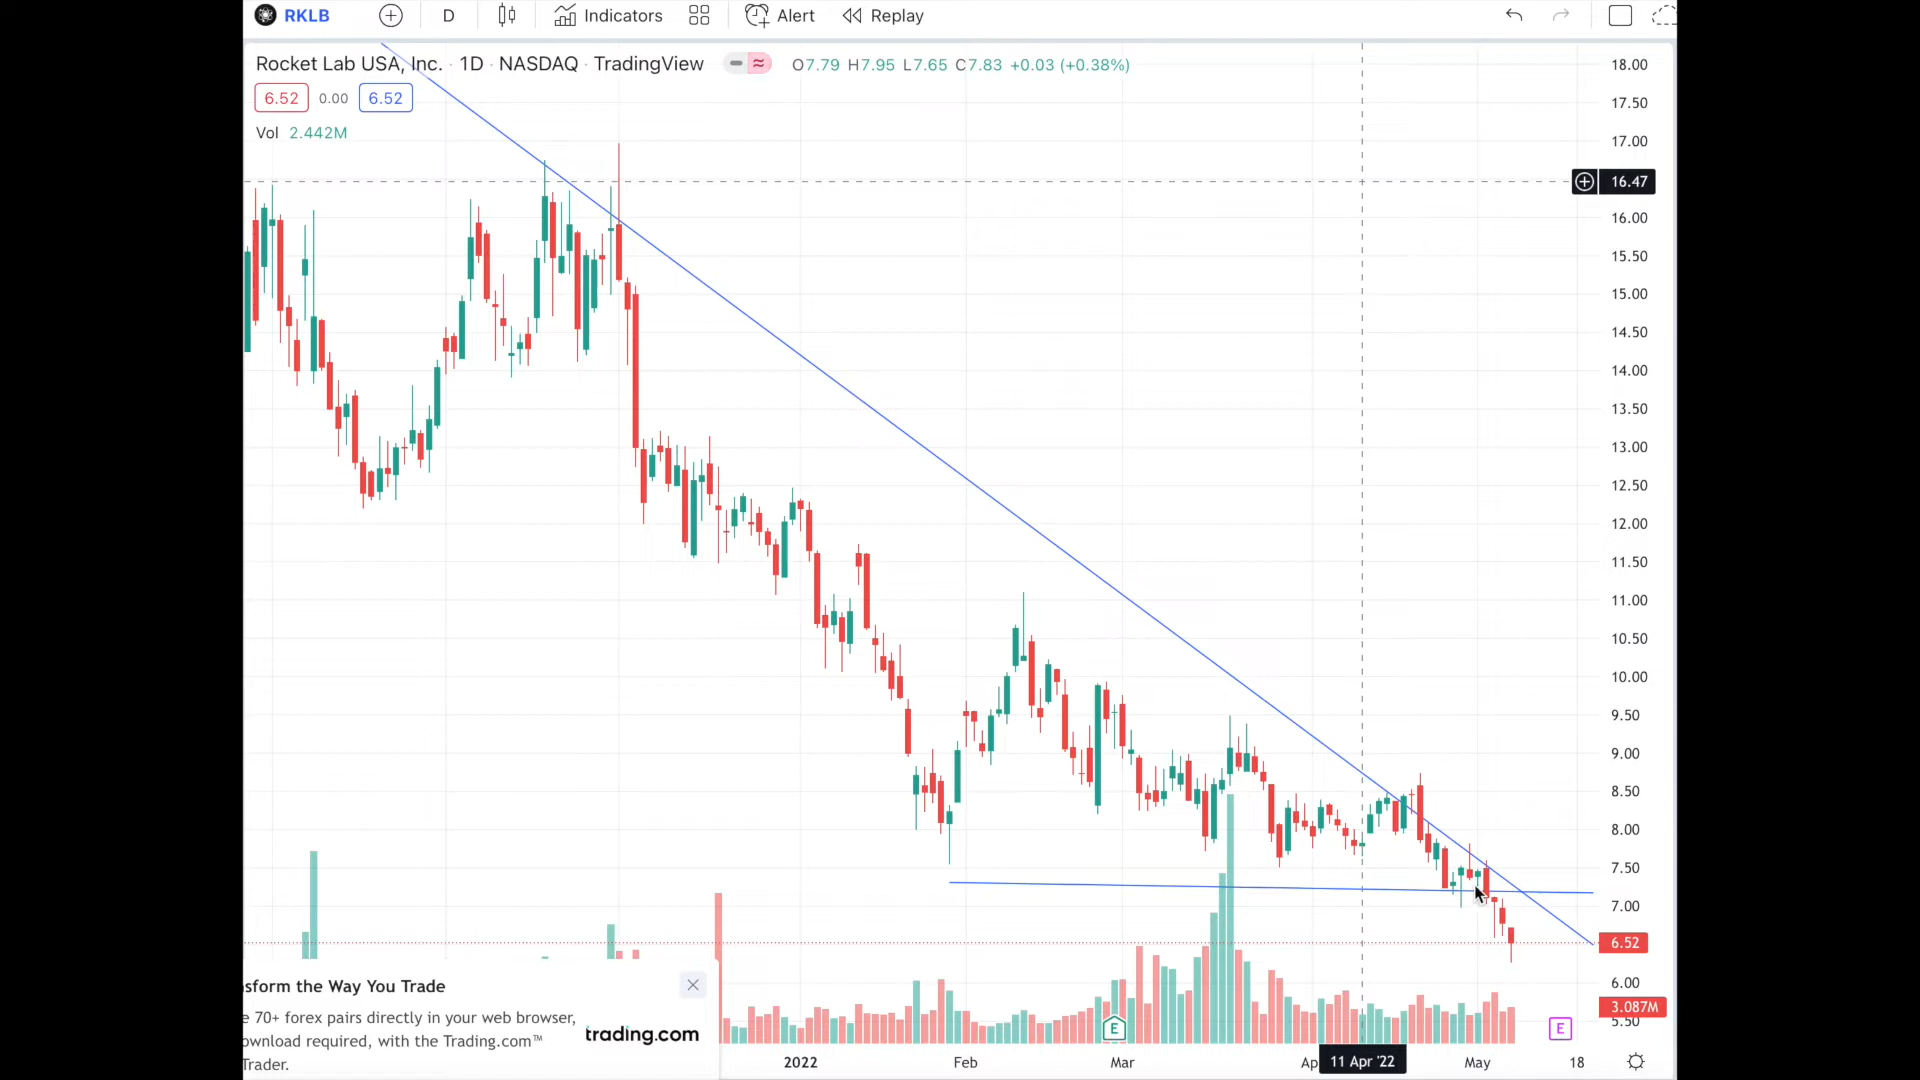 RKLB D Indicators Alert Replay
Rocket Lab USA, Inc. · 1D · NASDAQ · TradingView O7.79 H7.95 L7.65 C7.83 +0.03 (+0.38%)
6.52 0.00 6.52
Vol 2.442M
18.00
17.50
17.00
16.47
16.00
15.50
15.00
14.50
14.00
13.50
13.00
12.50
12.00
11.50
11.00
10.50
10.00
9.50
9.00
8.50
8.00
7.50
7.00
6.52
6.00
3.087M
5.50
nsform the Way You Trade
e 70+ forex pairs directly in your web browser,
ownload required, with the Trading.com™
Trader.
trading.com
E E
2022 Feb Mar Ap 11 Apr '22 May 18